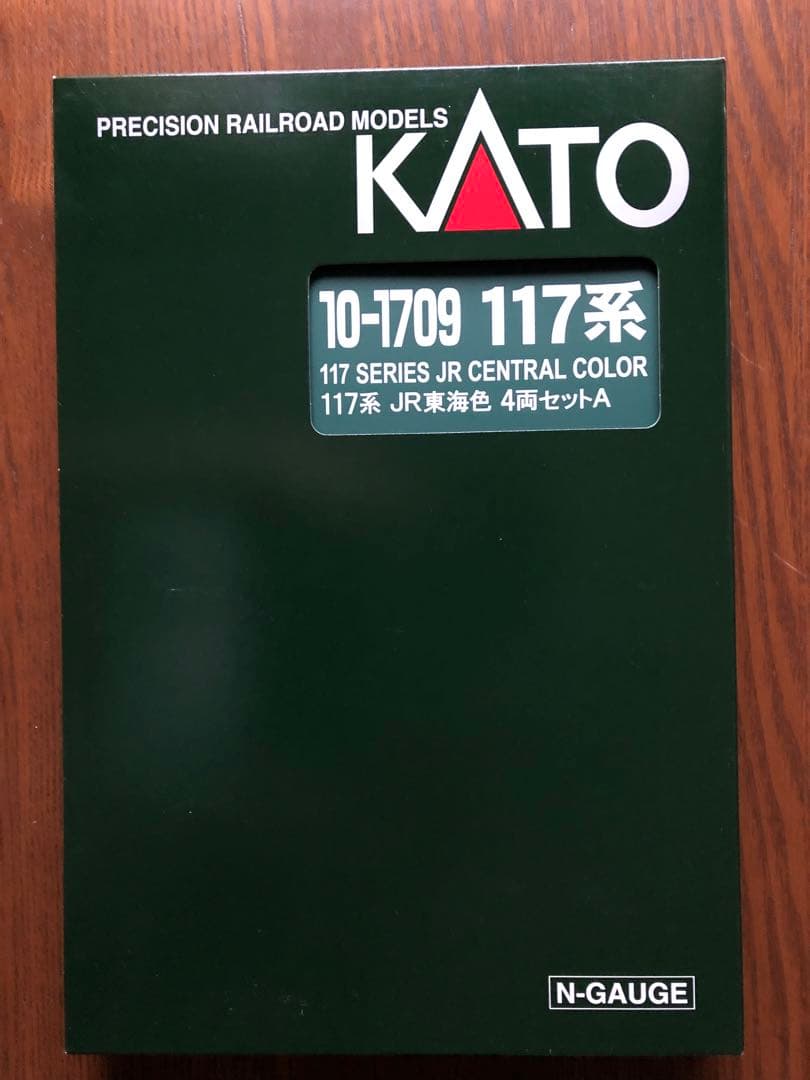 PRECISION RAILROAD MODELS
KATO
10-1709 117系
117 SERIES JR CENTRAL COLOR
117系 JR東海色 4両セットA
N-GAUGE